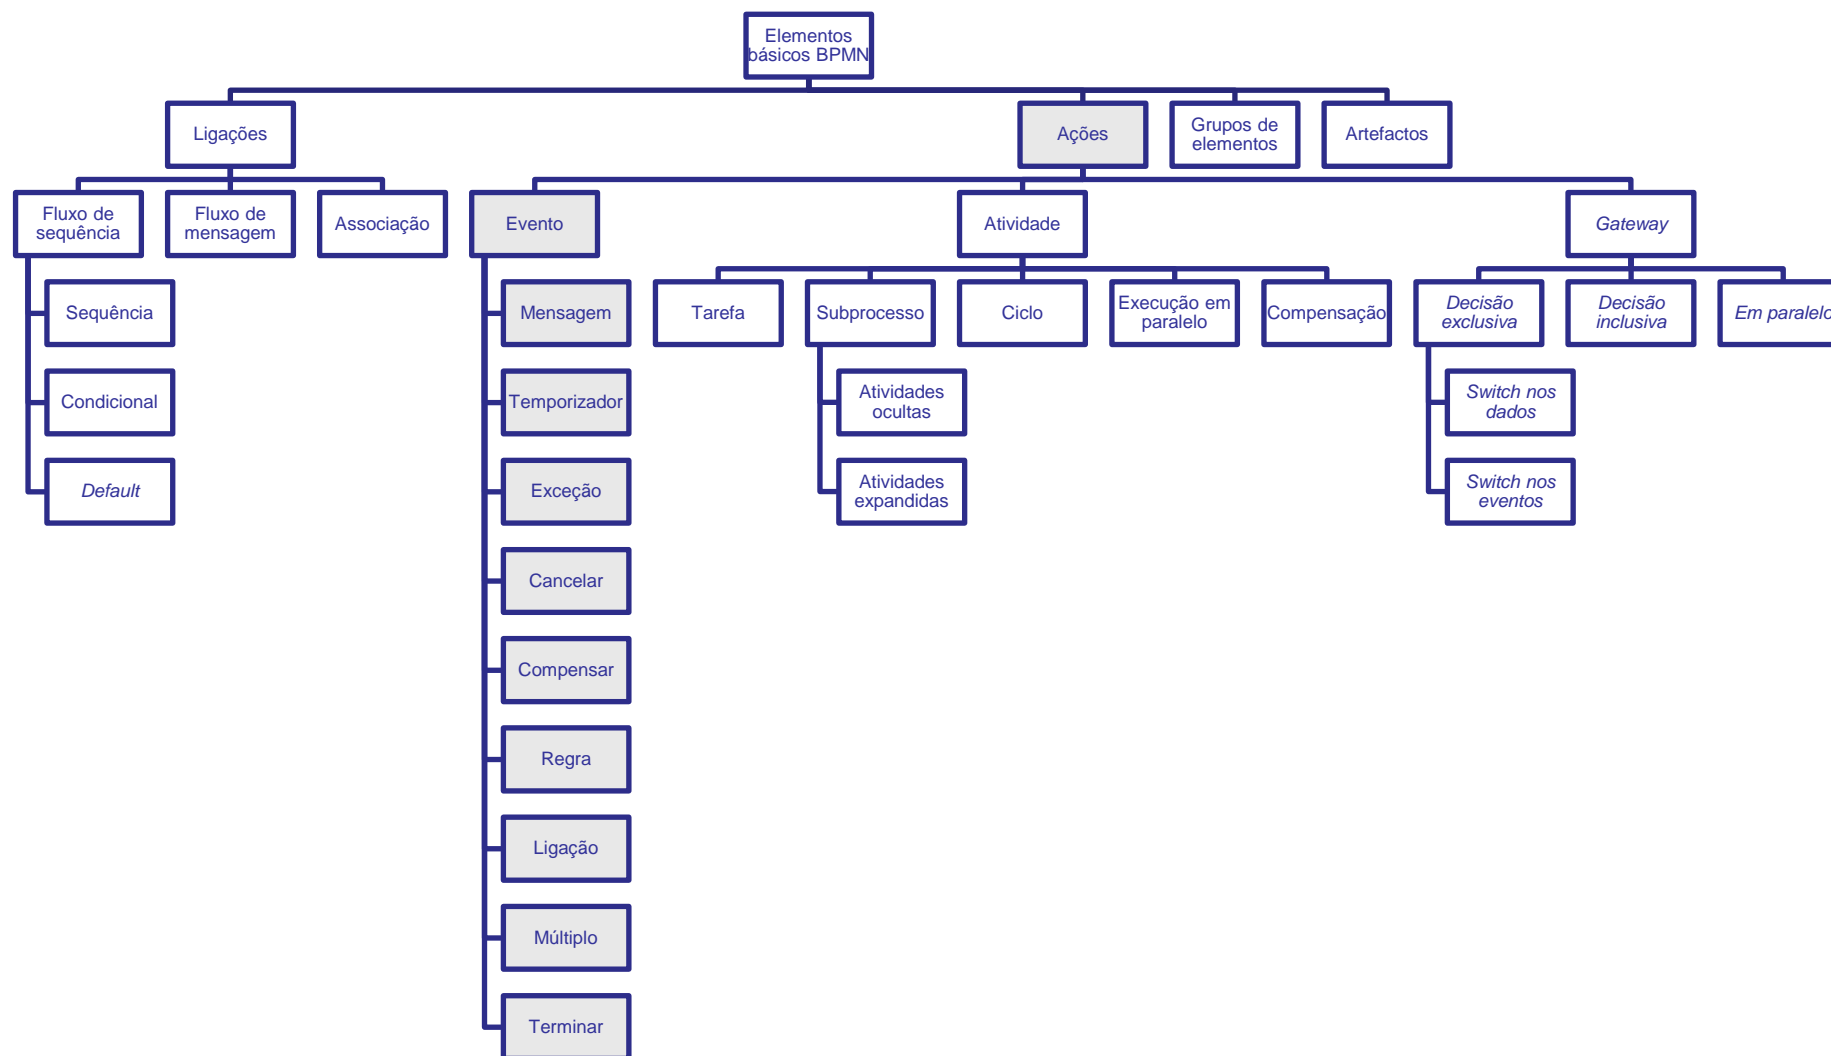 Elementos
básicos BPMN
Ligações
Ações
Grupos de
elementos
Artefactos
Fluxo de
sequência
Fluxo de
mensagem
Associação
Evento
Atividade
Gateway
Sequência
Condicional
Default
Mensagem
Temporizador
Exceção
Cancelar
Compensar
Regra
Ligação
Múltiplo
Terminar
Tarefa
Subprocesso
Ciclo
Execução em
paralelo
Compensação
Atividades
ocultas
Atividades
expandidas
Decisão
exclusiva
Decisão
inclusiva
Em paralelo
Switch nos
dados
Switch nos
eventos